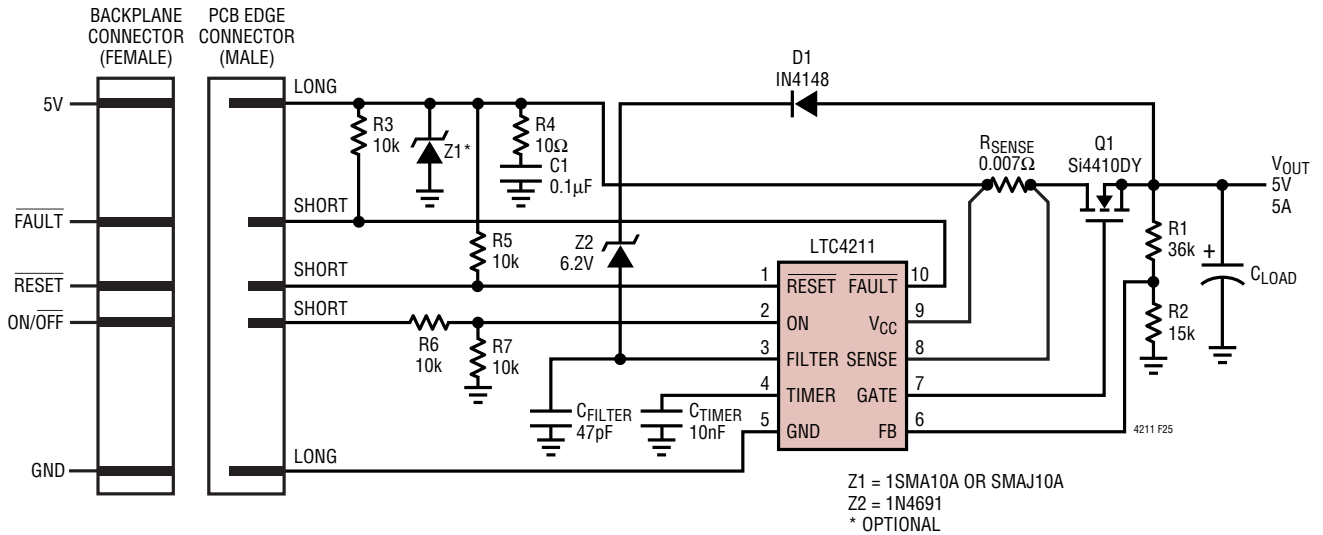 BACKPLANE
CONNECTOR
(FEMALE)
PCB EDGE
CONNECTOR
(MALE)
LONG
5V
R3
10k
Z1*
R4
10Ω
C1
0.1μF
D1
IN4148
RSENSE
0.007Ω
Q1
Si4410DY
VOUT
5V
5A
FAULT
SHORT
R5
10k
Z2
6.2V
LTC4211
R1
36k
+
CLOAD
RESET
SHORT
1
RESET
FAULT
10
ON/OFF
SHORT
R6
10k
R7
10k
2
ON
VCC
9
R2
15k
3
FILTER
SENSE
8
4
TIMER
GATE
7
CFILTER
47pF
CTIMER
10nF
5
GND
FB
6
4211 F25
GND
LONG
Z1 = 1SMA10A OR SMAJ10A
Z2 = 1N4691
* OPTIONAL